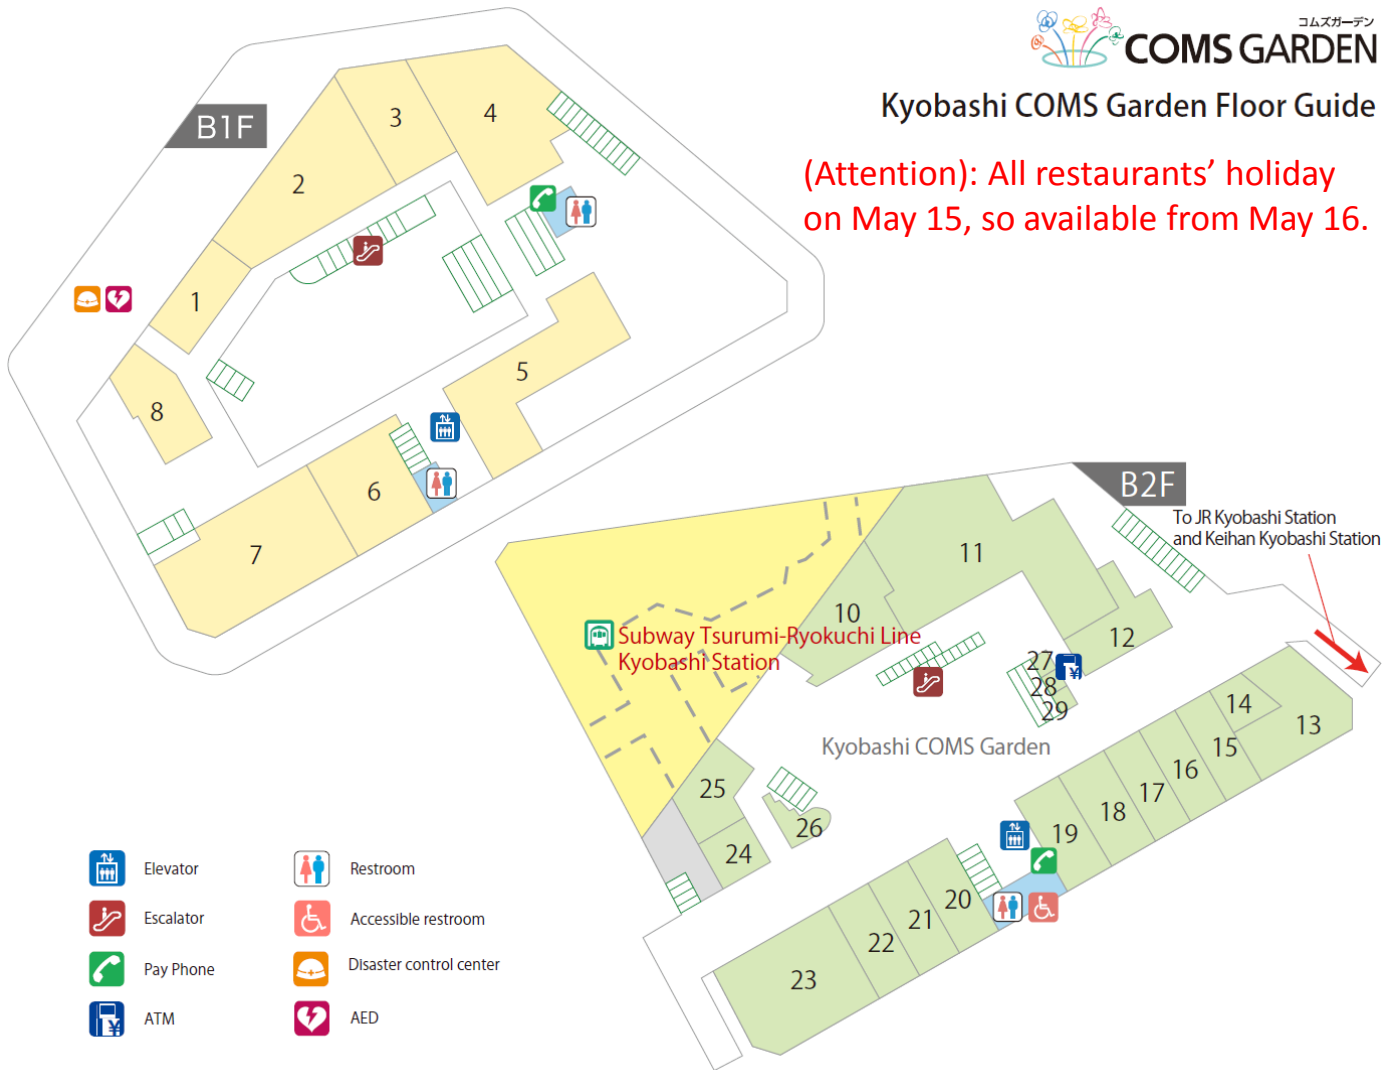 コムズガーデン
COMS GARDEN
Kyobashi COMS Garden Floor Guide
(Attention): All restaurants' holiday
on May 15, so available from May 16.
B1F
1
2
3
4
5
6
7
8
B2F
To JR Kyobashi Station
and Keihan Kyobashi Station
10
11
12
Subway Tsurumi-Ryokuchi Line
Kyobashi Station
27
28
29
Kyobashi COMS Garden
13
14
15
16
17
18
19
20
21
22
23
24
25
26
Elevator
Restroom
Escalator
Accessible restroom
Pay Phone
Disaster control center
ATM
AED